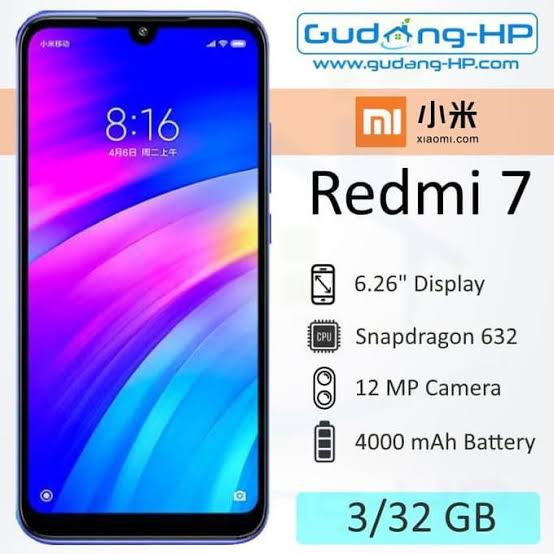 小米移动
8:16
4月6日 周二上午
Gudang-HP
www.gudang-HP.com
mi 小米
xiaomi.com
Redmi 7
6.26" Display
CPU
Snapdragon 632
12 MP Camera
4000 mAh Battery
3/32 GB